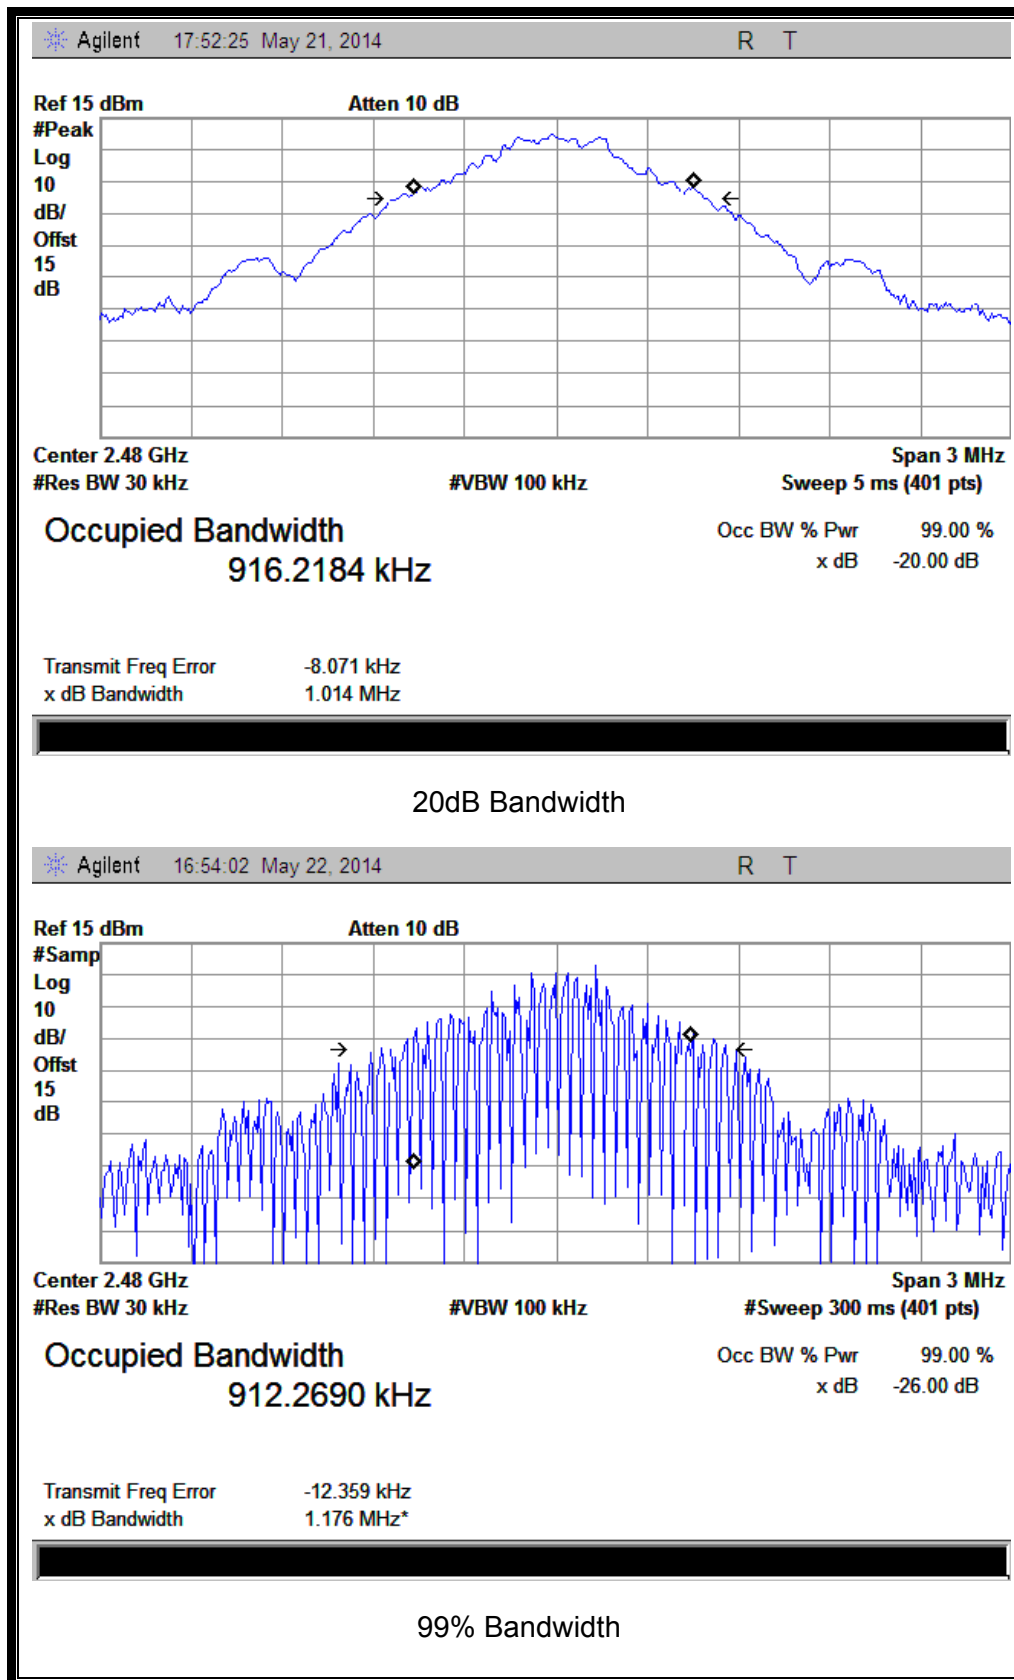 Agilent 17:52:25 May 21, 2014 R T
Ref 15 dBm Atten 10 dB
#Peak
Log
10
dB/
Offst
15
dB
Center 2.48 GHz Span 3 MHz
#Res BW 30 kHz #VBW 100 kHz Sweep 5 ms (401 pts)
Occupied Bandwidth Occ BW % Pwr 99.00 %
916.2184 kHz x dB -20.00 dB
Transmit Freq Error -8.071 kHz
x dB Bandwidth 1.014 MHz
20dB Bandwidth
Agilent 16:54:02 May 22, 2014 R T
Ref 15 dBm Atten 10 dB
#Samp
Log
10
dB/
Offst
15
dB
Center 2.48 GHz Span 3 MHz
#Res BW 30 kHz #VBW 100 kHz #Sweep 300 ms (401 pts)
Occupied Bandwidth Occ BW % Pwr 99.00 %
912.2690 kHz x dB -26.00 dB
Transmit Freq Error -12.359 kHz
x dB Bandwidth 1.176 MHz*
99% Bandwidth